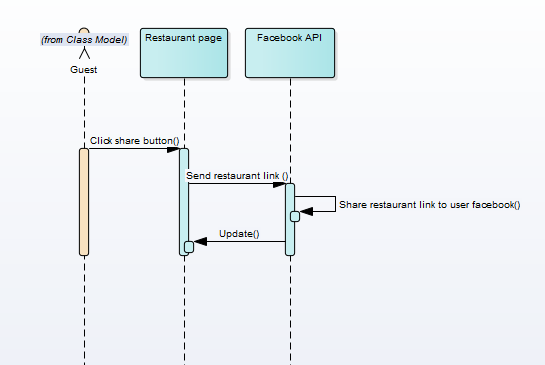 (from Class Model)
Guest
Restaurant page
Facebook API
Click share button()
Send restaurant link ()
Share restaurant link to user facebook()
Update()